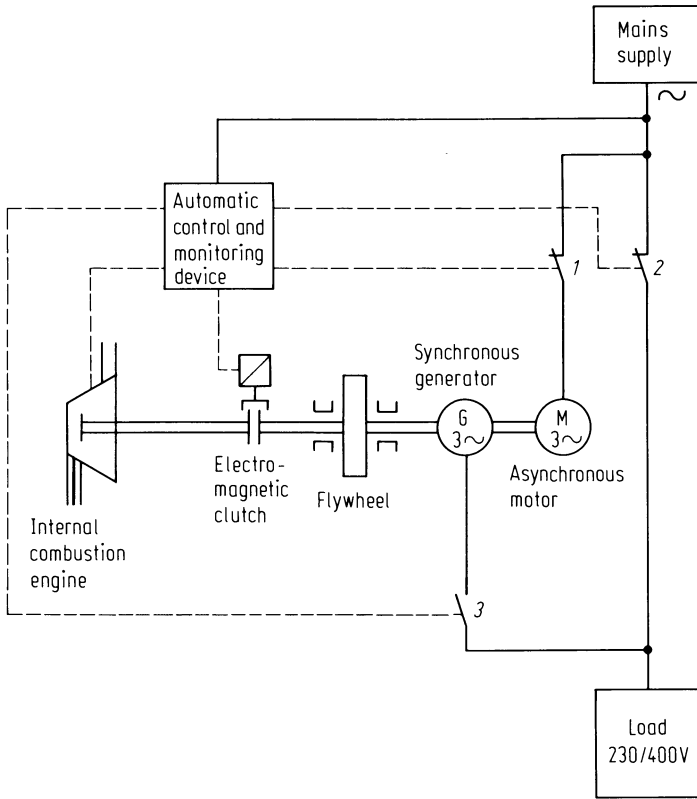 Mains
supply
∼
Automatic
control and
monitoring
device
1
2
Synchronous
generator
G
3∼
M
3∼
Electro-
magnetic
clutch
Flywheel
Asynchronous
motor
Internal
combustion
engine
3
Load
230/400V